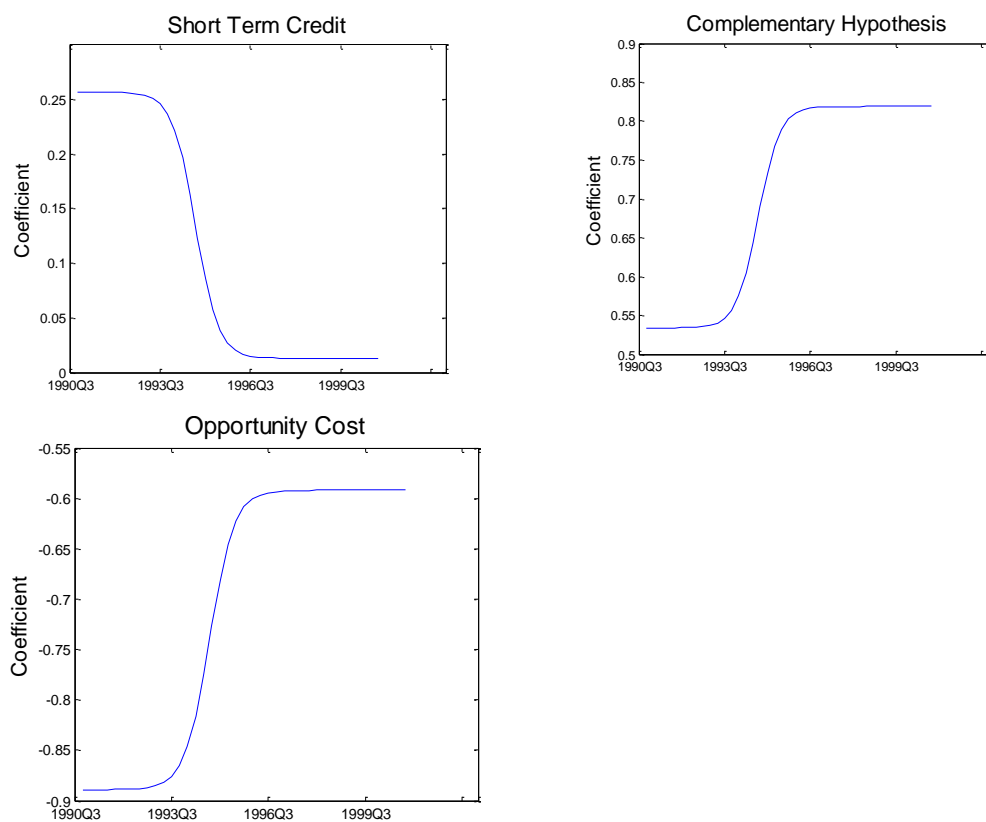 Short Term Credit
Coefficient
0.25
0.2
0.15
0.1
0.05
0
1990Q3 1993Q3 1996Q3 1999Q3
Complementary Hypothesis
Coefficient
0.9
0.85
0.8
0.75
0.7
0.65
0.6
0.55
0.5
1990Q3 1993Q3 1996Q3 1999Q3
Opportunity Cost
Coefficient
-0.55
-0.6
-0.65
-0.7
-0.75
-0.8
-0.85
-0.9
1990Q3 1993Q3 1996Q3 1999Q3